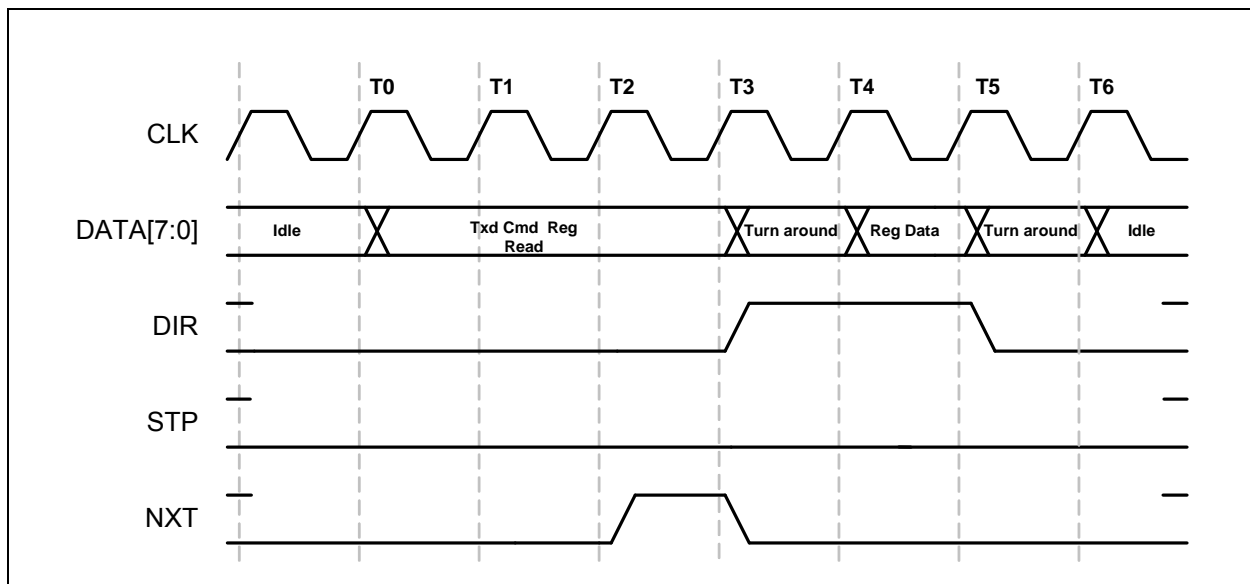 T0 T1 T2 T3 T4 T5 T6
CLK
DATA[7:0] Idle Txd Cmd Reg Turn around Reg Data Turn around Idle
Read
DIR
STP
NXT